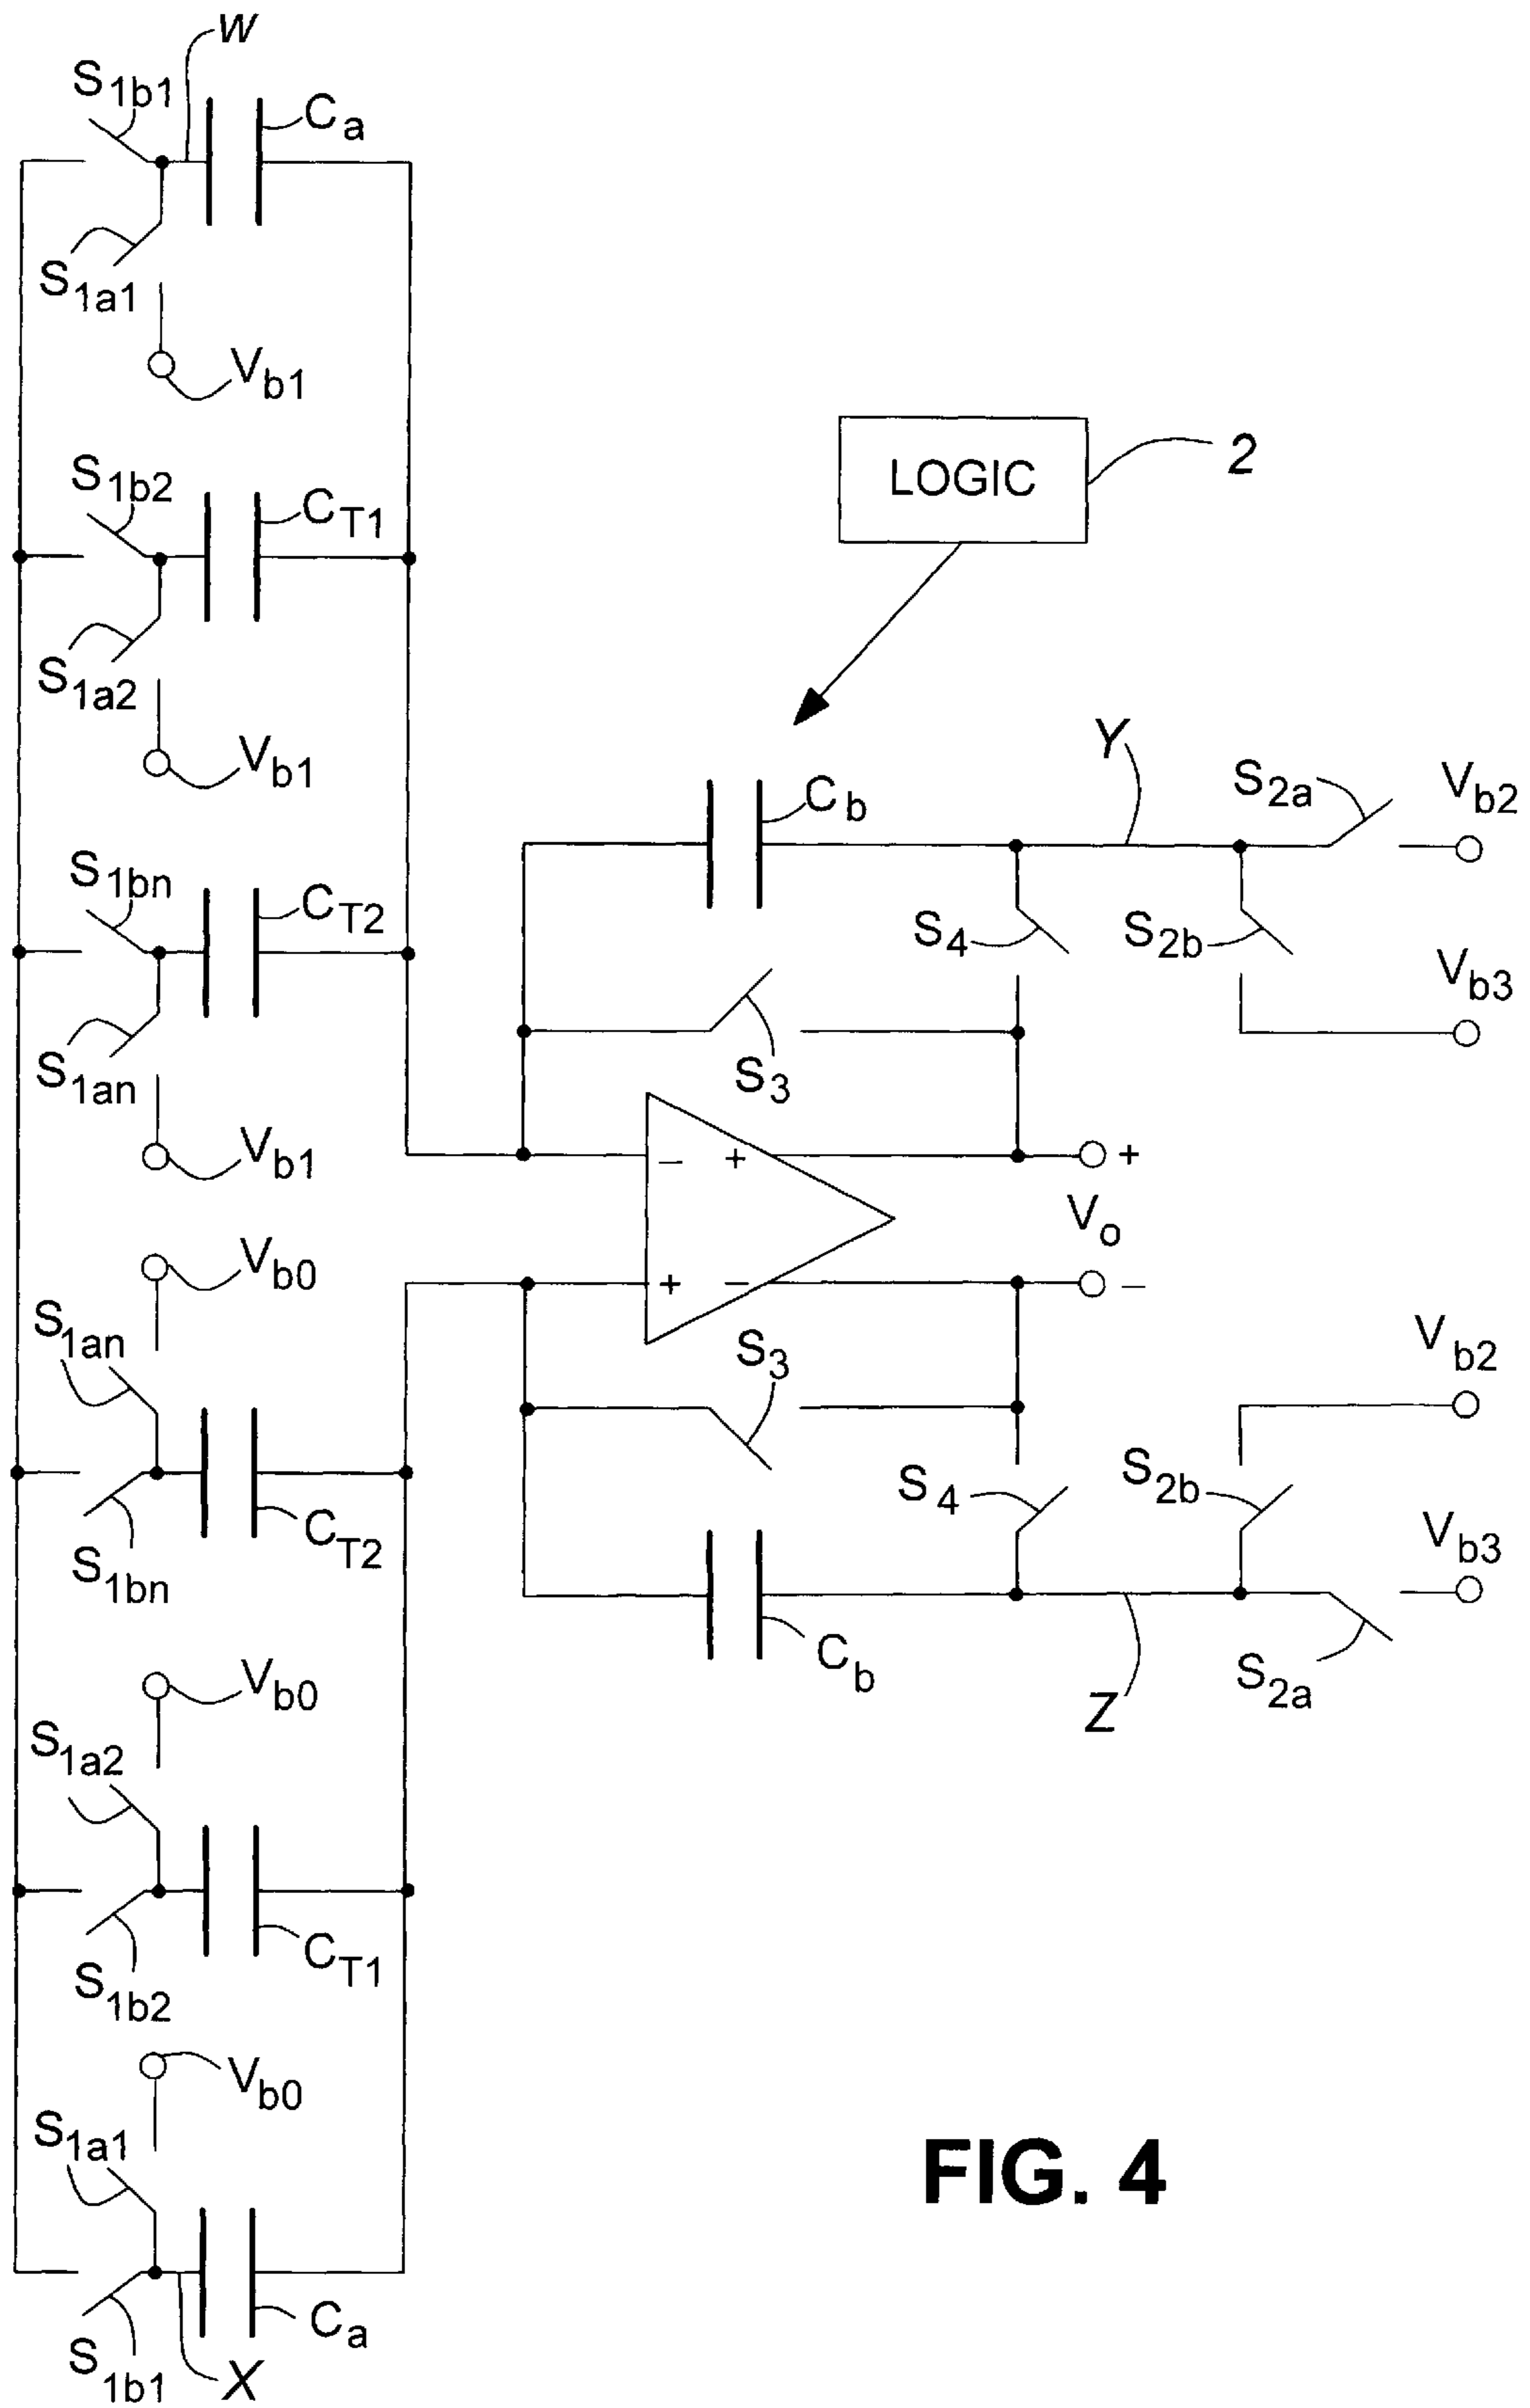 W
S1b1
Ca
S1a1
Vb1
S1b2
CT1
LOGIC
2
S1a2
Vb1
Y
S2a
Vb2
Cb
S1bn
CT2
S4
S2b
Vb3
S1an
S3
Vb1
− +
+
Vo
Vb0
+ −
−
S1an
S3
Vb2
S4
S2b
Vb3
CT2
S1bn
Cb
S2a
Z
Vb0
S1a2
CT1
S1b2
Vb0
S1a1
FIG. 4
Ca
S1b1
X